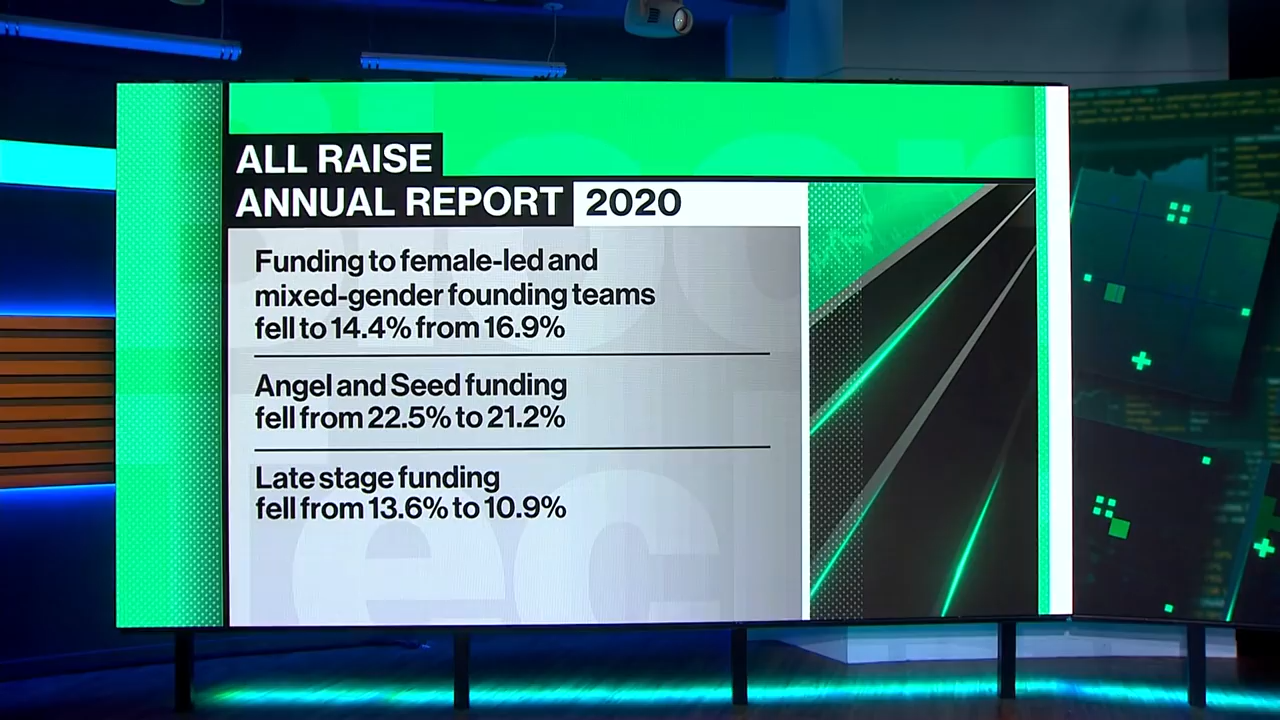 ALL RAISE
ANNUAL REPORT 2020
Funding to female-led and
mixed-gender founding teams
fell to 14.4% from 16.9%
Angel and Seed funding
fell from 22.5% to 21.2%
Late stage funding
fell from 13.6% to 10.9%